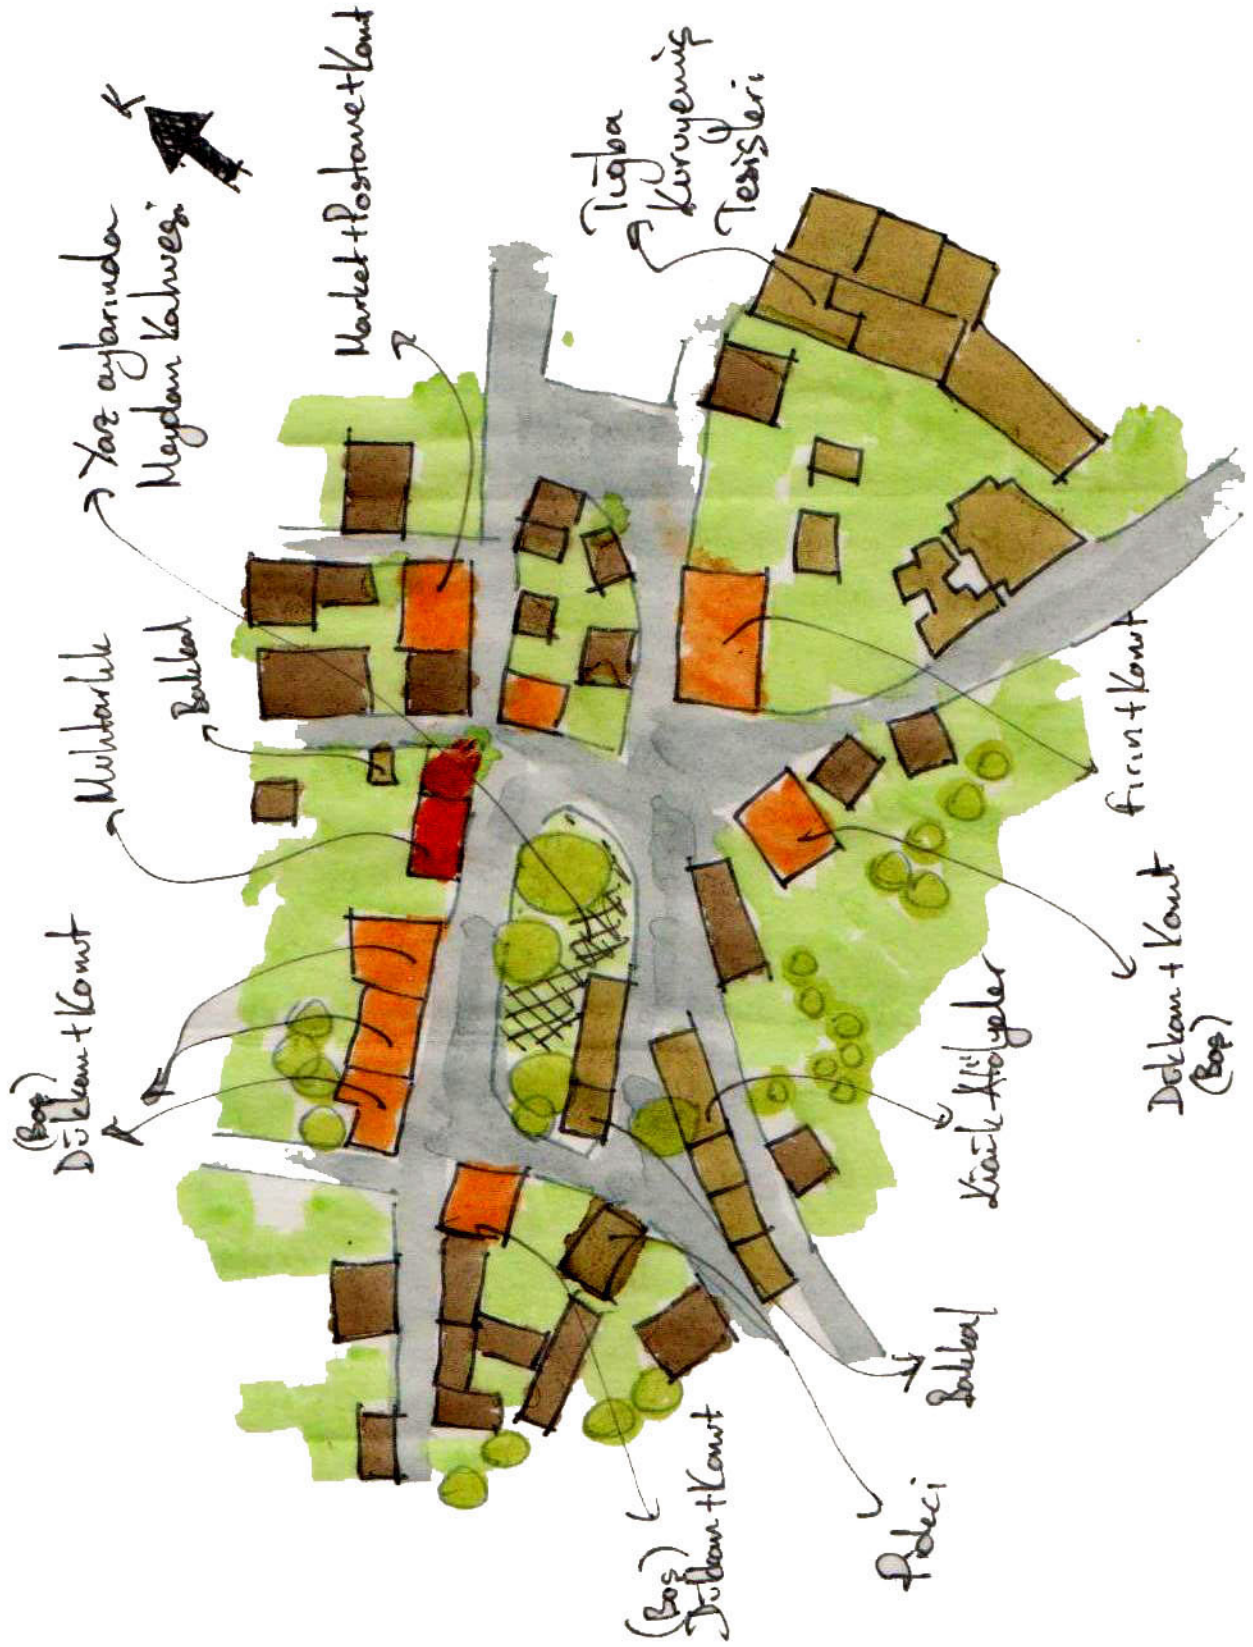 (Boş)
Dükkan+Konut
Muhtarlık
Bakkal
Yaz aylarında
Meydan Kahvesi
K
Market+Postane+Konut
Tuğba
Kuruyemiş
Tesisleri
(Boş)
Dükkan+Konut
Pideci
Bakkal
Küçük Atölyeler
Dükkan+Konut
(Boş)
fırın+Konut